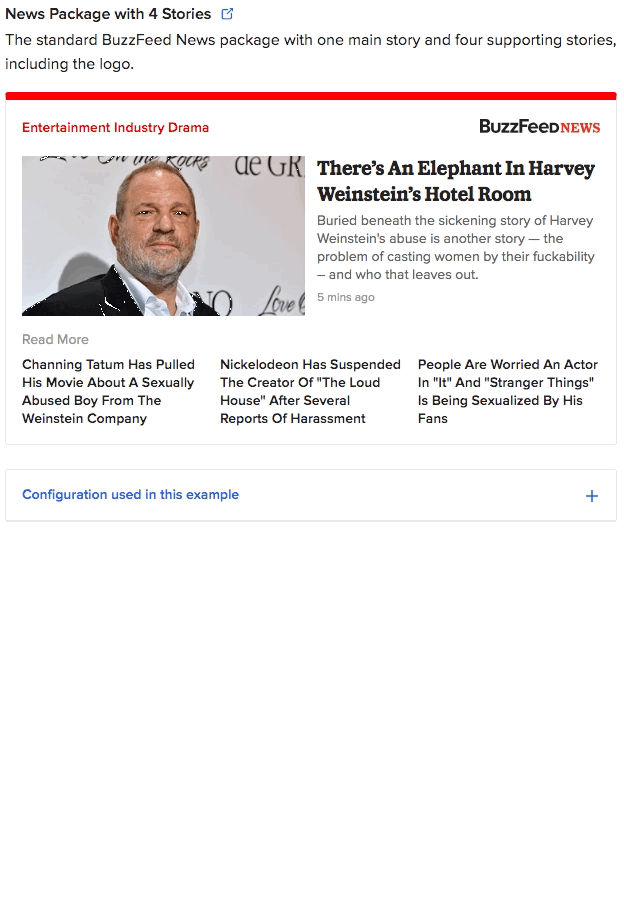 News Package with 4 Stories
The standard BuzzFeed News package with one main story and four supporting stories,
including the logo.
Entertainment Industry Drama
BuzzFeed NEWS
on the Rocks
de GR
NO
Love
There's An Elephant In Harvey
Weinstein's Hotel Room
Buried beneath the sickening story of Harvey
Weinstein's abuse is another story — the
problem of casting women by their fuckability
– and who that leaves out.
5 mins ago
Read More
Channing Tatum Has Pulled
His Movie About A Sexually
Abused Boy From The
Weinstein Company
Nickelodeon Has Suspended
The Creator Of "The Loud
House" After Several
Reports Of Harassment
People Are Worried An Actor
In "It" And "Stranger Things"
Is Being Sexualized By His
Fans
Configuration used in this example